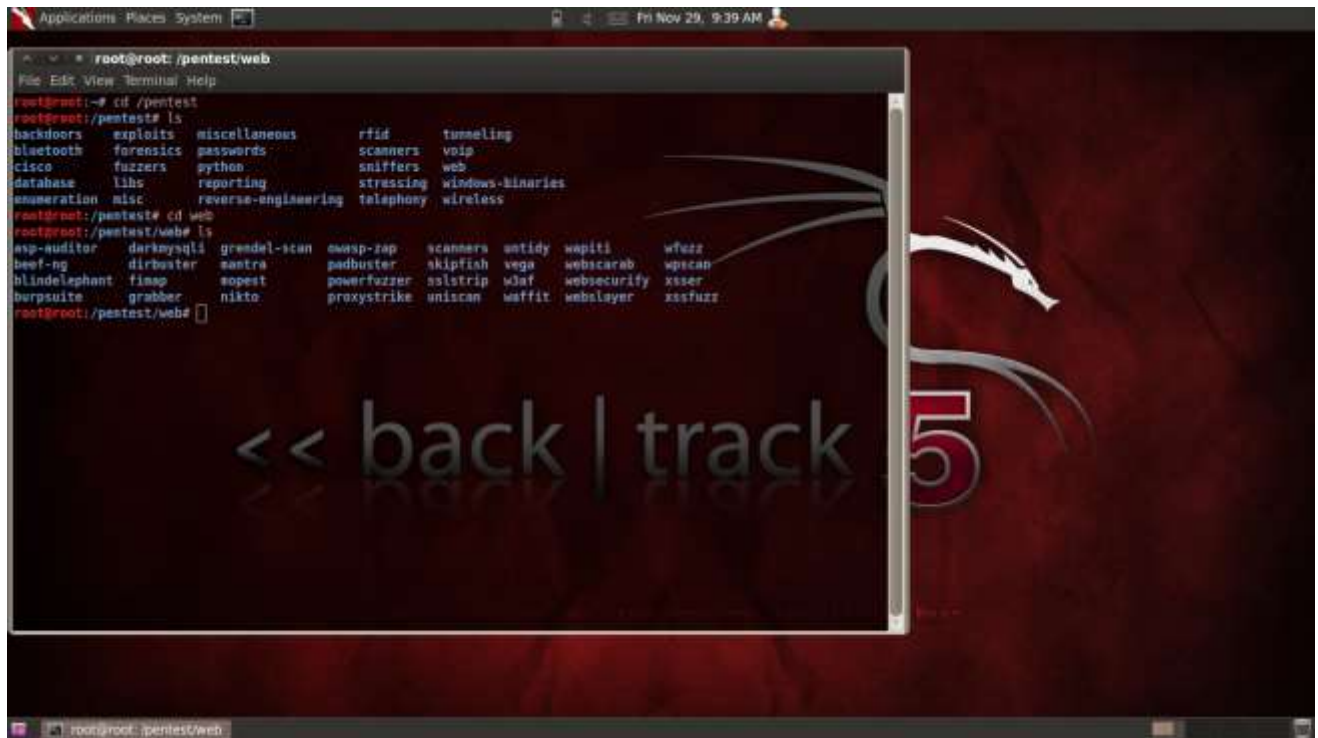 Applications Places System
Fri Nov 29, 9:39 AM
root@root: /pentest/web
File Edit View Terminal Help
root@root:~# cd /pentest
root@root:/pentest# ls
backdoors exploits miscellaneous rfid tunneling
bluetooth forensics passwords scanners voip
cisco fuzzers python sniffers web
database libs reporting stressing windows-binaries
enumeration misc reverse-engineering telephony wireless
root@root:/pentest# cd web
root@root:/pentest/web# ls
asp-auditor darkmysqli grendel-scan owasp-zap scanners untidy wapiti wfuzz
beef-ng dirbuster mantra padbuster skipfish vega webscarab wpscan
blindelephant fimap mopest powerfuzzer sslstrip w3af websecurify xsser
burpsuite grabber nikto proxystrike uniscan waffit webslayer xssfuzz
root@root:/pentest/web#
<< back | track 5
root@root: /pentest/web